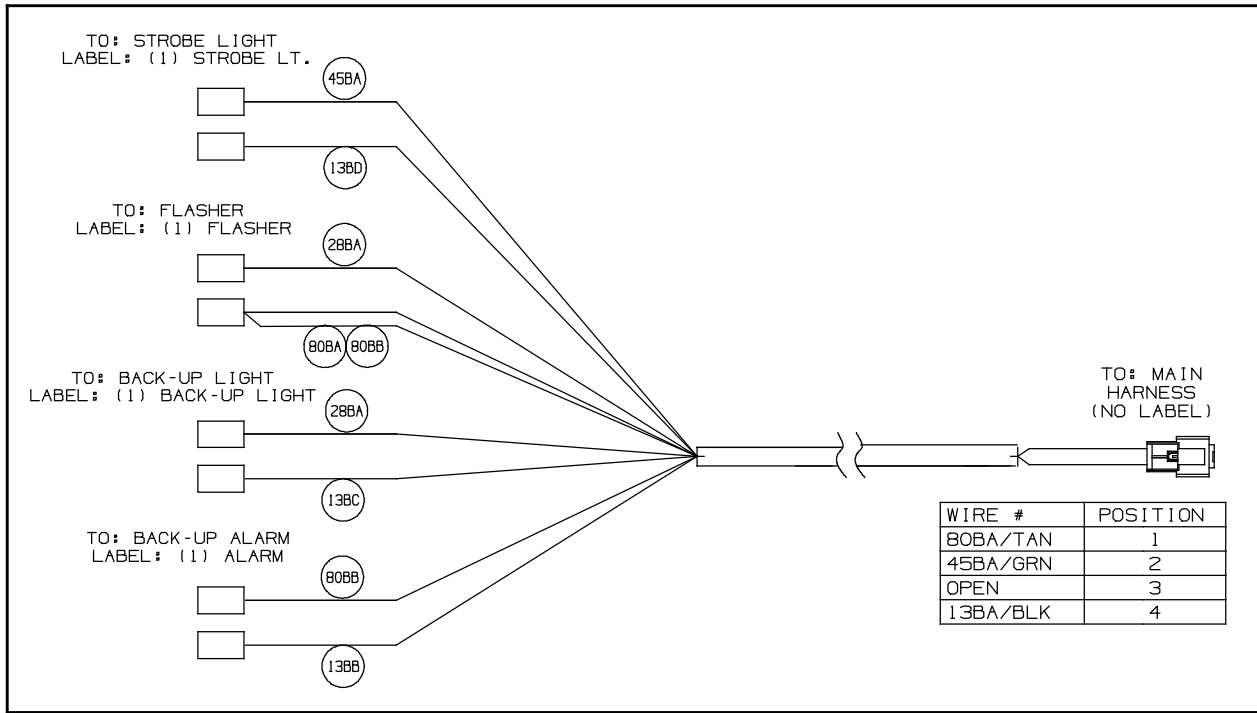 TO: STROBE LIGHT
LABEL: (1) STROBE LT.
45BA
13BD
TO: FLASHER
LABEL: (1) FLASHER
28BA
80BA 80BB
TO: BACK-UP LIGHT
LABEL: (1) BACK-UP LIGHT
28BA
13BC
TO: BACK-UP ALARM
LABEL: (1) ALARM
80BB
13BB
TO: MAIN
HARNESS
(NO LABEL)
WIRE # POSITION
80BA/TAN 1
45BA/GRN 2
OPEN 3
13BA/BLK 4